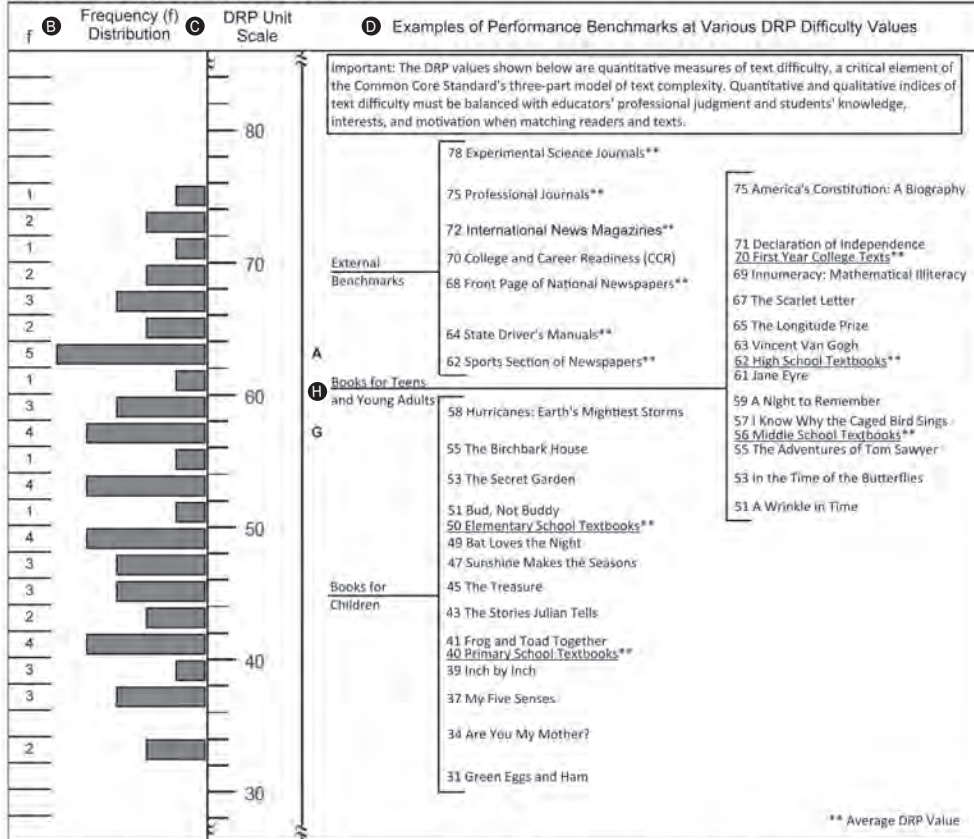 f
B
Frequency (f)
Distribution
C
DRP Unit
Scale
D
Examples of Performance Benchmarks at Various DRP Difficulty Values
Important: The DRP values shown below are quantitative measures of text difficulty, a critical element of
the Common Core Standard's three-part model of text complexity. Quantitative and qualitative indices of
text difficulty must be balanced with educators' professional judgment and students' knowledge,
interests, and motivation when matching readers and texts.
1
2
1
2
3
2
5
1
3
4
1
4
1
4
3
3
2
4
3
3
2
80
70
60
50
40
30
A
H
G
External
Benchmarks
78 Experimental Science Journals**
75 Professional Journals**
72 International News Magazines**
70 College and Career Readiness (CCR)
68 Front Page of National Newspapers**
64 State Driver's Manuals**
62 Sports Section of Newspapers**
Books for Teens
and Young Adults
75 America's Constitution: A Biography
71 Declaration of Independence
70 First Year College Texts**
69 Innumeracy: Mathematical Illiteracy
67 The Scarlet Letter
65 The Longitude Prize
63 Vincent Van Gogh
62 High School Textbooks**
61 Jane Eyre
59 A Night to Remember
57 I Know Why the Caged Bird Sings
56 Middle School Textbooks**
55 The Adventures of Tom Sawyer
53 In the Time of the Butterflies
51 A Wrinkle in Time
Books for
Children
58 Hurricanes: Earth's Mightiest Storms
55 The Birchbark House
53 The Secret Garden
51 Bud, Not Buddy
50 Elementary School Textbooks**
49 Bat Loves the Night
47 Sunshine Makes the Seasons
45 The Treasure
43 The Stories Julian Tells
41 Frog and Toad Together
40 Primary School Textbooks**
39 Inch by Inch
37 My Five Senses
34 Are You My Mother?
31 Green Eggs and Ham
** Average DRP Value